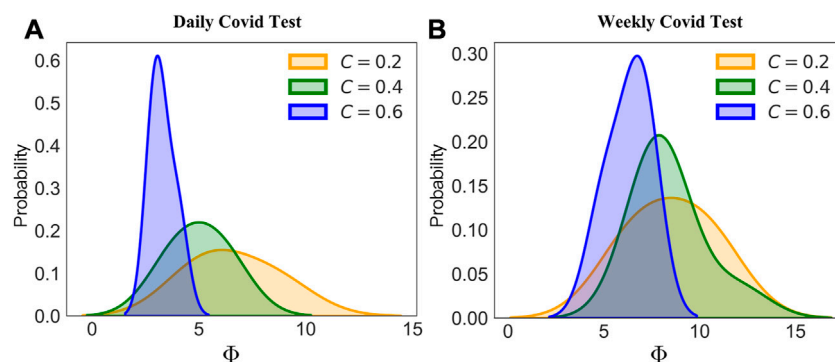 A
Daily Covid Test
Probability
0.6
0.5
0.4
0.3
0.2
0.1
0.0
0
5
10
15
Φ
C = 0.2
C = 0.4
C = 0.6
B
Weekly Covid Test
Probability
0.30
0.25
0.20
0.15
0.10
0.05
0.00
0
5
10
15
Φ
C = 0.2
C = 0.4
C = 0.6